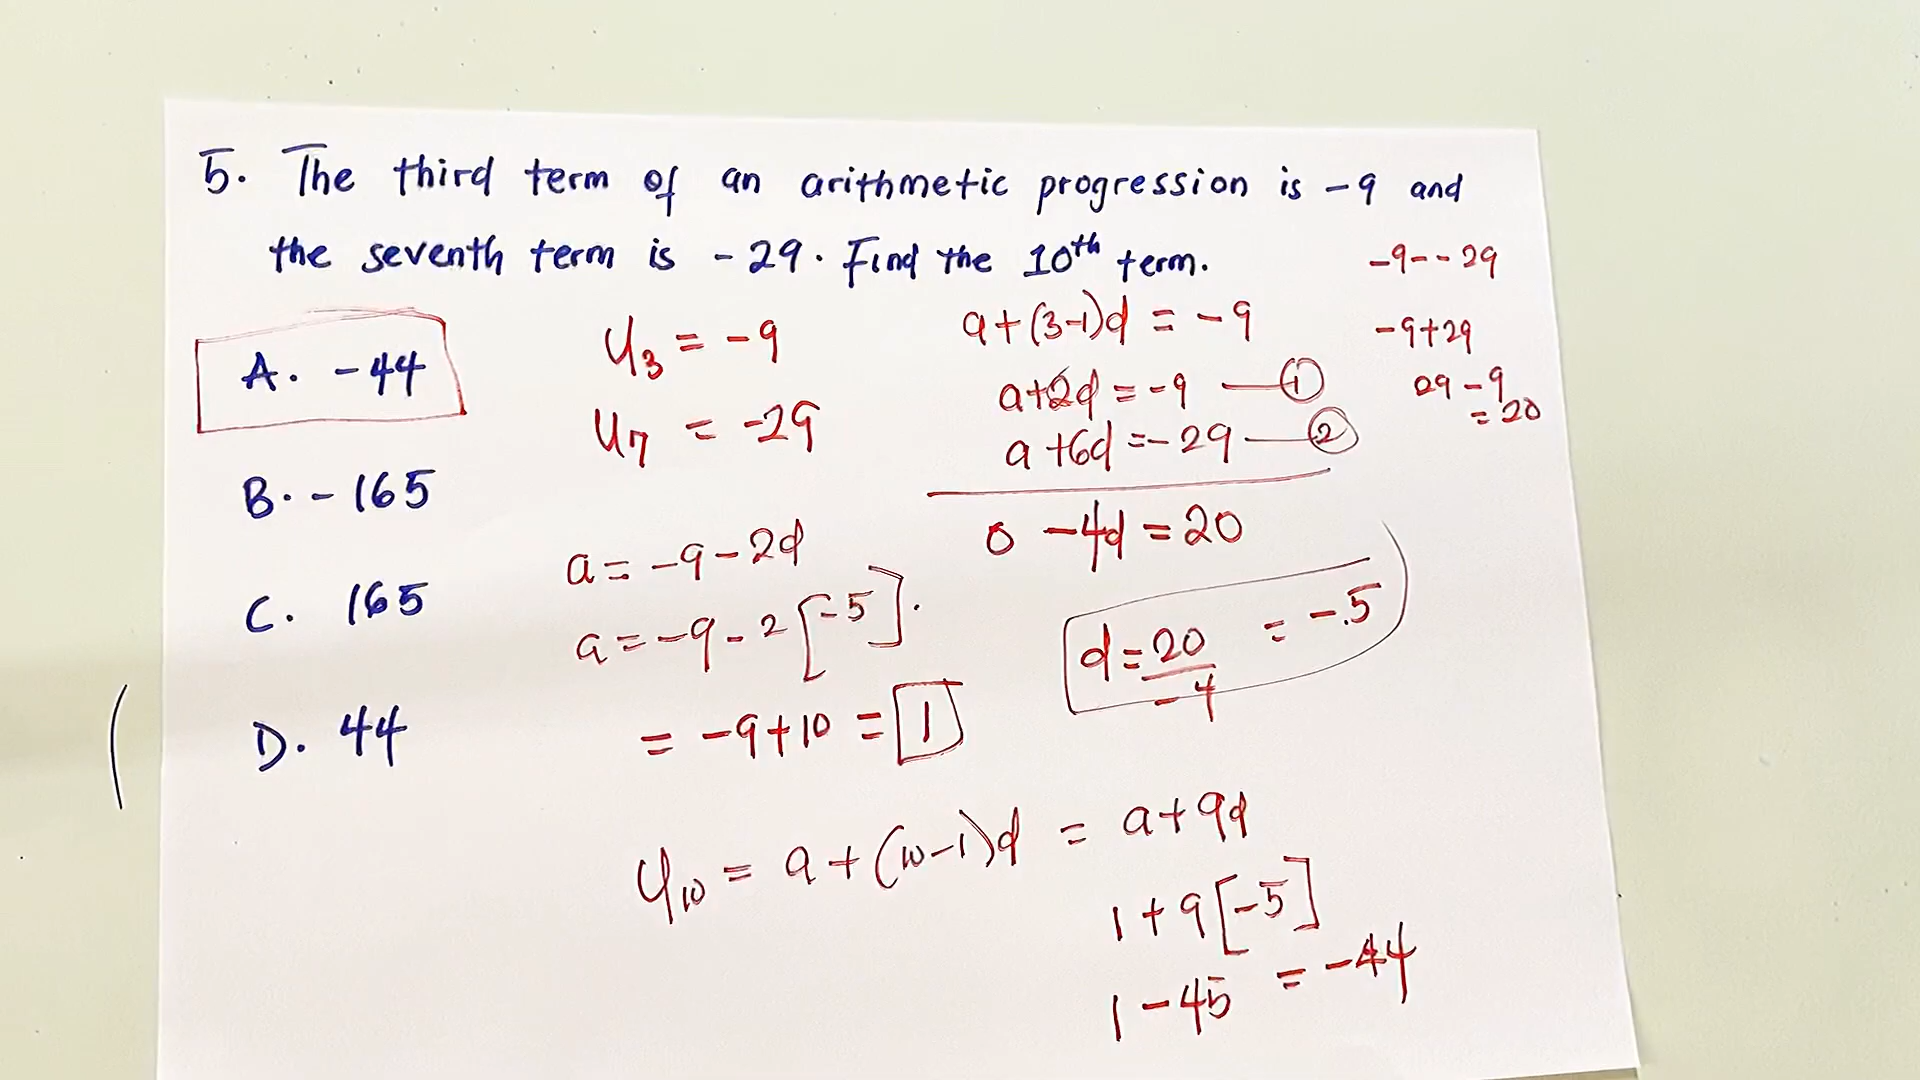 5. The third term of an arithmetic progression is -9 and
the seventh term is -29. Find the 10th term.
A. -44
B. -165
C. 165
D. 44
U3 = -9
U7 = -29
a+(3-1)d = -9
a+2d = -9 — ①
a+6d = -29 — ②
0 -4d = 20
d = 20/-4 = -5
-9--29
-9+29
29-9
= 20
a = -9-2d
a = -9-2[-5].
= -9+10 = 1
U10 = a+(10-1)d = a+9d
1+9[-5]
1-45 = -44